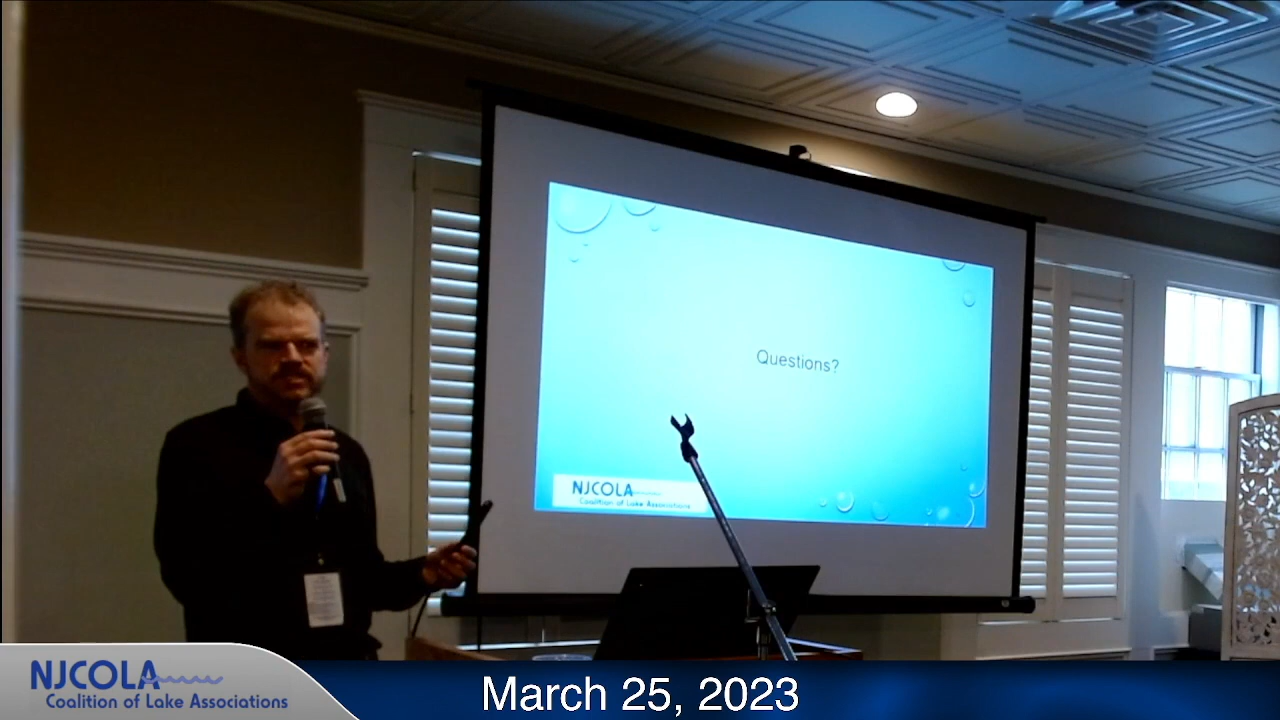 Questions?
NJCOLA
Coalition of Lake Associations
NJCOLA
Coalition of Lake Associations
March 25, 2023